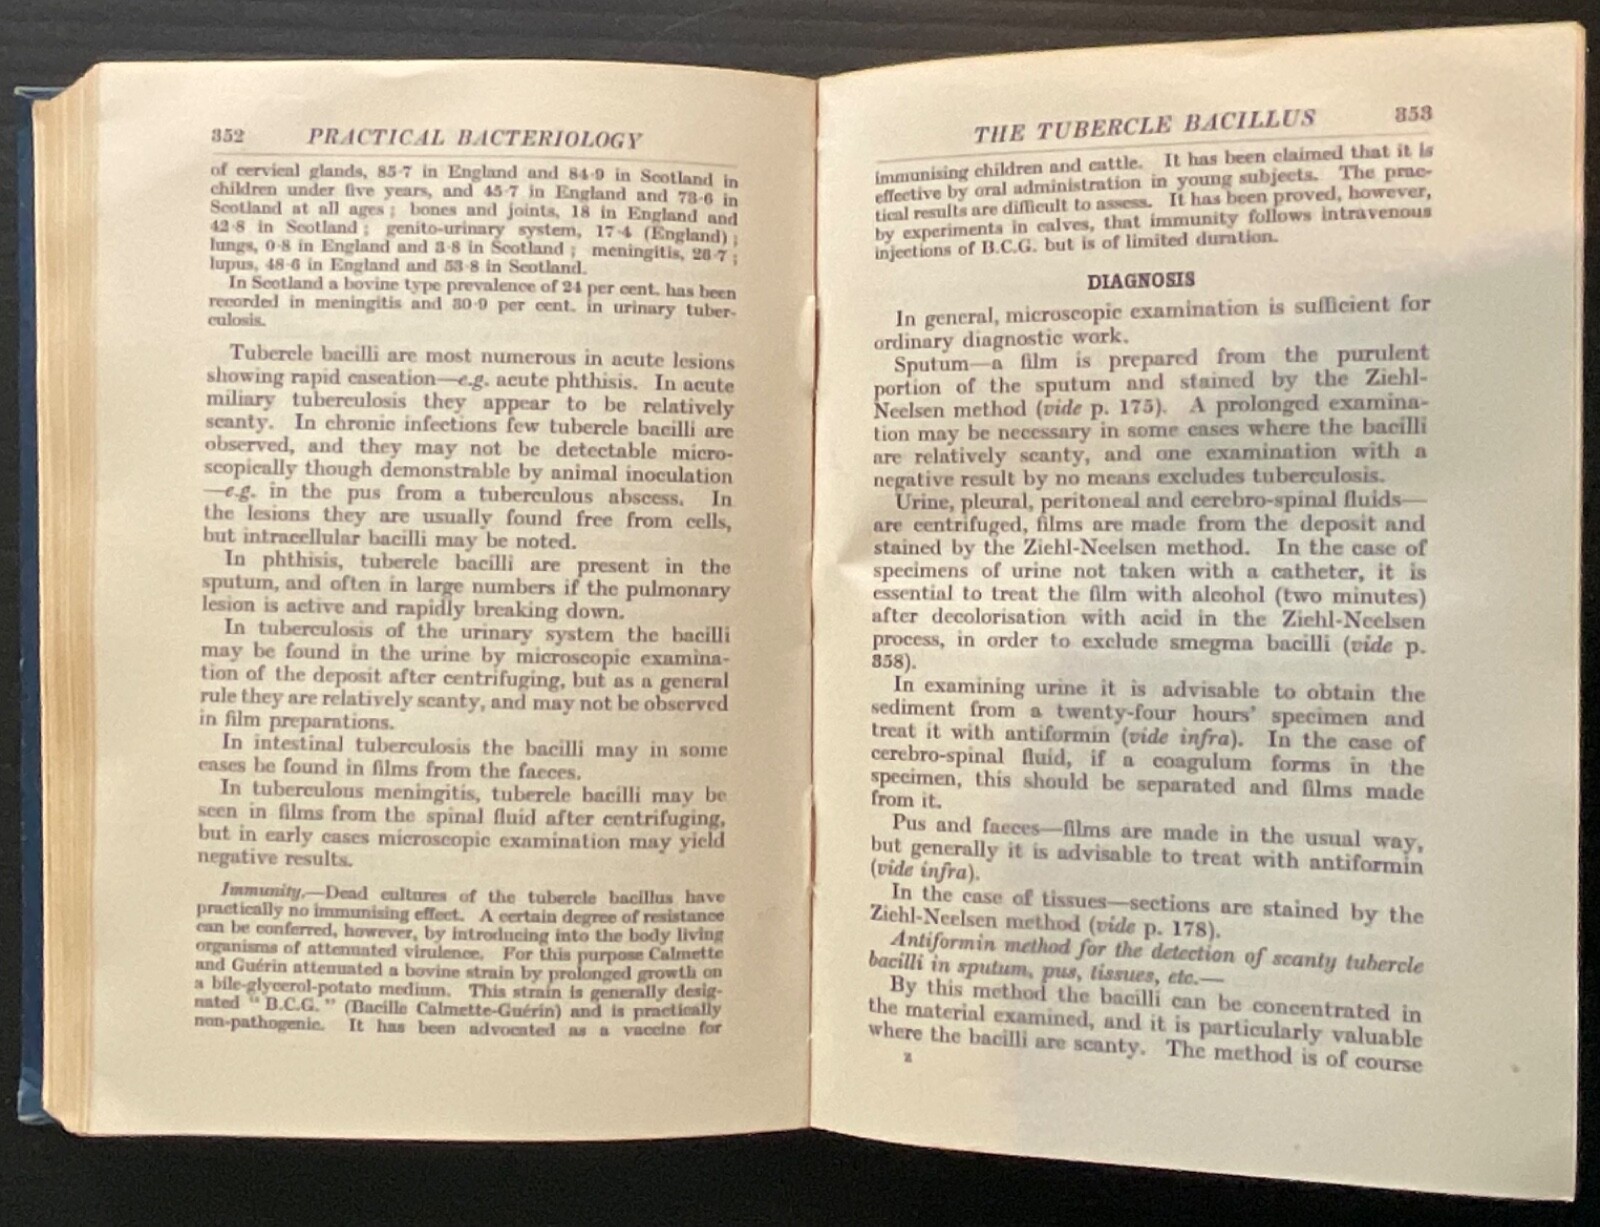 352 PRACTICAL BACTERIOLOGY
of cervical glands, 85·7 in England and 84·9 in Scotland in
children under five years, and 45·7 in England and 73·6 in
Scotland at all ages; bones and joints, 18 in England and
42·8 in Scotland; genito-urinary system, 17·4 (England);
lungs, 0·8 in England and 3·8 in Scotland; meningitis, 26·7;
lupus, 48·6 in England and 53·8 in Scotland.
In Scotland a bovine type prevalence of 24 per cent. has been
recorded in meningitis and 30·9 per cent. in urinary tuber-
culosis.
Tubercle bacilli are most numerous in acute lesions
showing rapid caseation—e.g. acute phthisis. In acute
miliary tuberculosis they appear to be relatively
scanty. In chronic infections few tubercle bacilli are
observed, and they may not be detectable micro-
scopically though demonstrable by animal inoculation
—e.g. in the pus from a tuberculous abscess. In
the lesions they are usually found free from cells,
but intracellular bacilli may be noted.
In phthisis, tubercle bacilli are present in the
sputum, and often in large numbers if the pulmonary
lesion is active and rapidly breaking down.
In tuberculosis of the urinary system the bacilli
may be found in the urine by microscopic examina-
tion of the deposit after centrifuging, but as a general
rule they are relatively scanty, and may not be observed
in film preparations.
In intestinal tuberculosis the bacilli may in some
cases be found in films from the faeces.
In tuberculous meningitis, tubercle bacilli may be
seen in films from the spinal fluid after centrifuging,
but in early cases microscopic examination may yield
negative results.
Immunity.—Dead cultures of the tubercle bacillus have
practically no immunising effect. A certain degree of resistance
can be conferred, however, by introducing into the body living
organisms of attenuated virulence. For this purpose Calmette
and Guérin attenuated a bovine strain by prolonged growth on
a bile-glycerol-potato medium. This strain is generally desig-
nated "B.C.G." (Bacille Calmette-Guérin) and is practically
non-pathogenic. It has been advocated as a vaccine for
THE TUBERCLE BACILLUS 353
immunising children and cattle. It has been claimed that it is
effective by oral administration in young subjects. The prac-
tical results are difficult to assess. It has been proved, however,
by experiments in calves, that immunity follows intravenous
injections of B.C.G. but is of limited duration.
DIAGNOSIS
In general, microscopic examination is sufficient for
ordinary diagnostic work.
Sputum—a film is prepared from the purulent
portion of the sputum and stained by the Ziehl-
Neelsen method (vide p. 175). A prolonged examina-
tion may be necessary in some cases where the bacilli
are relatively scanty, and one examination with a
negative result by no means excludes tuberculosis.
Urine, pleural, peritoneal and cerebro-spinal fluids—
are centrifuged, films are made from the deposit and
stained by the Ziehl-Neelsen method. In the case of
specimens of urine not taken with a catheter, it is
essential to treat the film with alcohol (two minutes)
after decolorisation with acid in the Ziehl-Neelsen
process, in order to exclude smegma bacilli (vide p.
358).
In examining urine it is advisable to obtain the
sediment from a twenty-four hours' specimen and
treat it with antiformin (vide infra). In the case of
cerebro-spinal fluid, if a coagulum forms in the
specimen, this should be separated and films made
from it.
Pus and faeces—films are made in the usual way,
but generally it is advisable to treat with antiformin
(vide infra).
In the case of tissues—sections are stained by the
Ziehl-Neelsen method (vide p. 178).
Antiformin method for the detection of scanty tubercle
bacilli in sputum, pus, tissues, etc.—
By this method the bacilli can be concentrated in
the material examined, and it is particularly valuable
where the bacilli are scanty. The method is of course
z